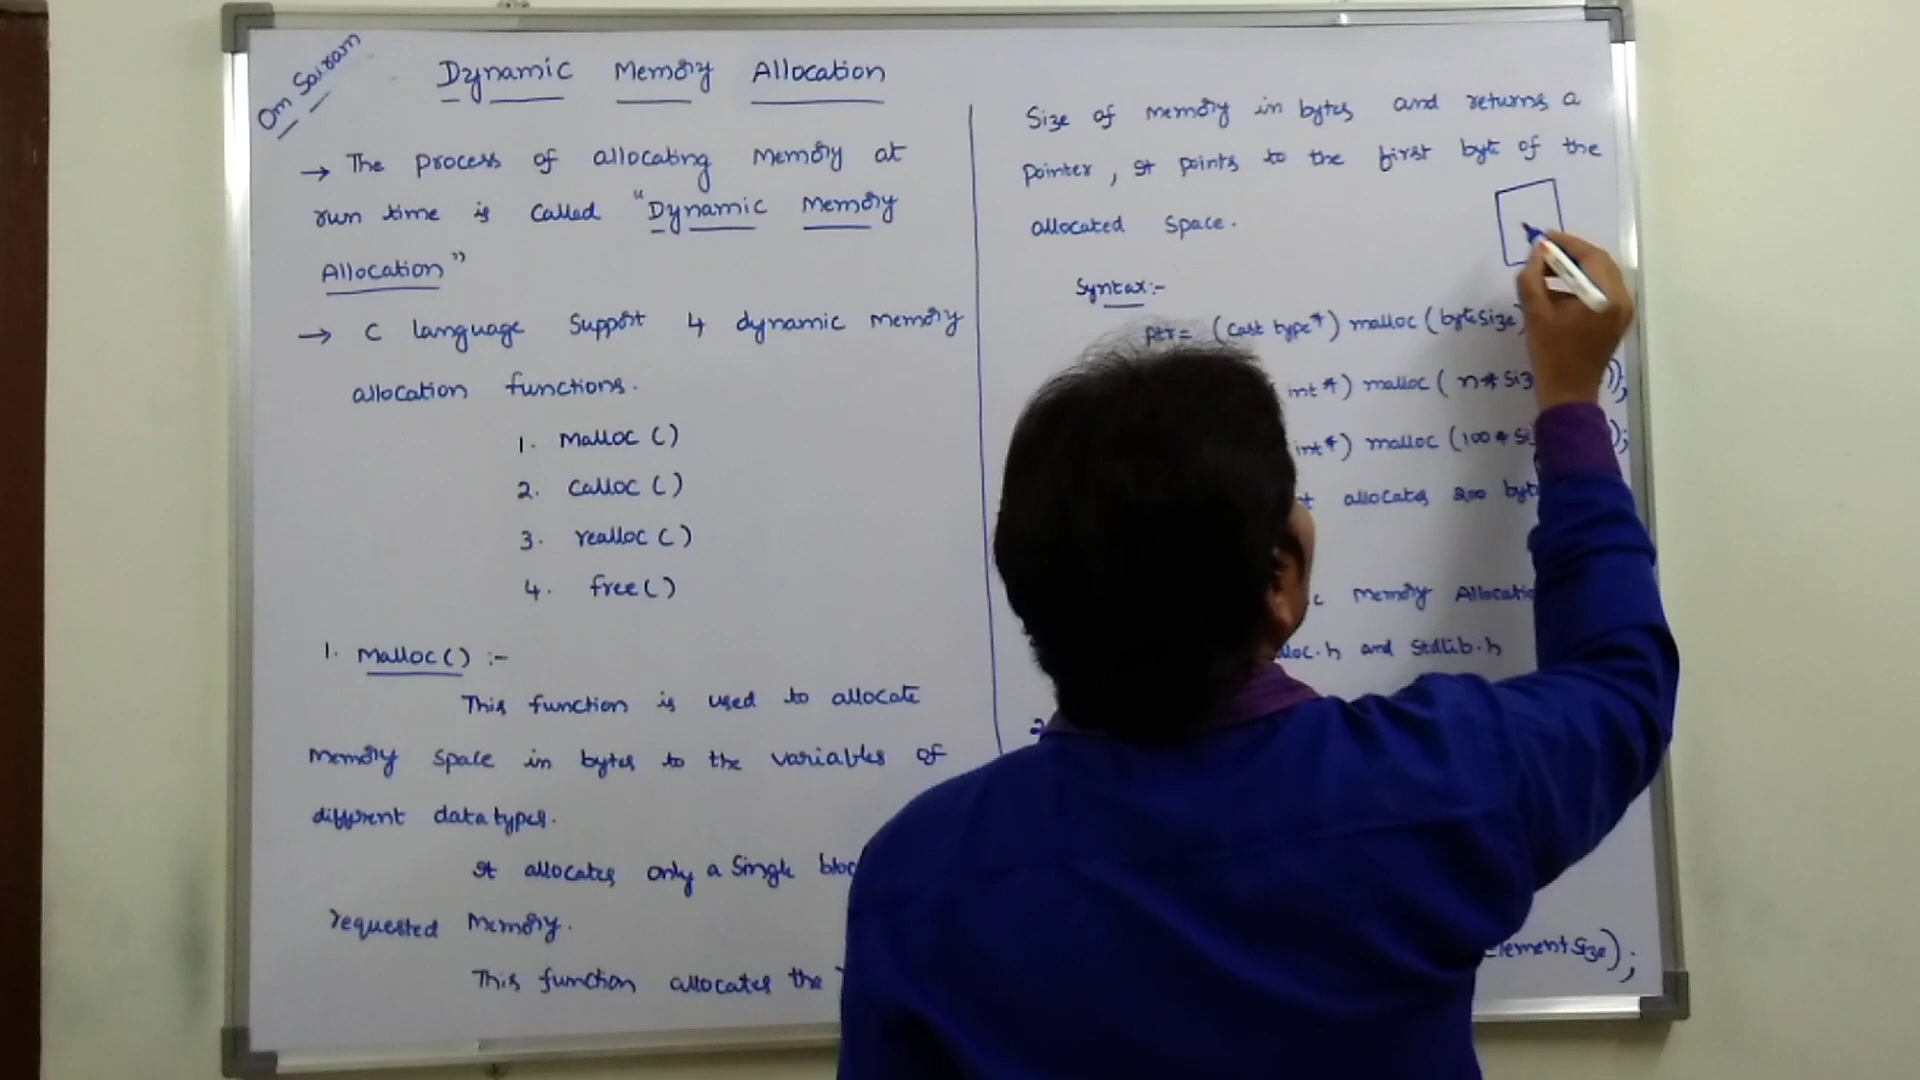 Om Sairam
Dynamic Memory Allocation
→ The process of allocating memory at
run time is called "Dynamic Memory
Allocation"
→ C language Support 4 dynamic memory
allocation functions.
1. Malloc ( )
2. calloc ( )
3. realloc ( )
4. free ( )
1. Malloc ( ) :-
This function is used to allocate
memory space in bytes to the variables of
different data types.
It allocates only a Single
requested Memory.
This function allocates the
Size of memory in bytes and returns a
pointer, It points to the first byte of the
allocated Space.
Syntax:-
ptr= (cast type*) malloc (byte size)
int*) malloc ( n*
int*) malloc (100 *
allocates 200
Memory
and Stdlib.h
2
Element Size);